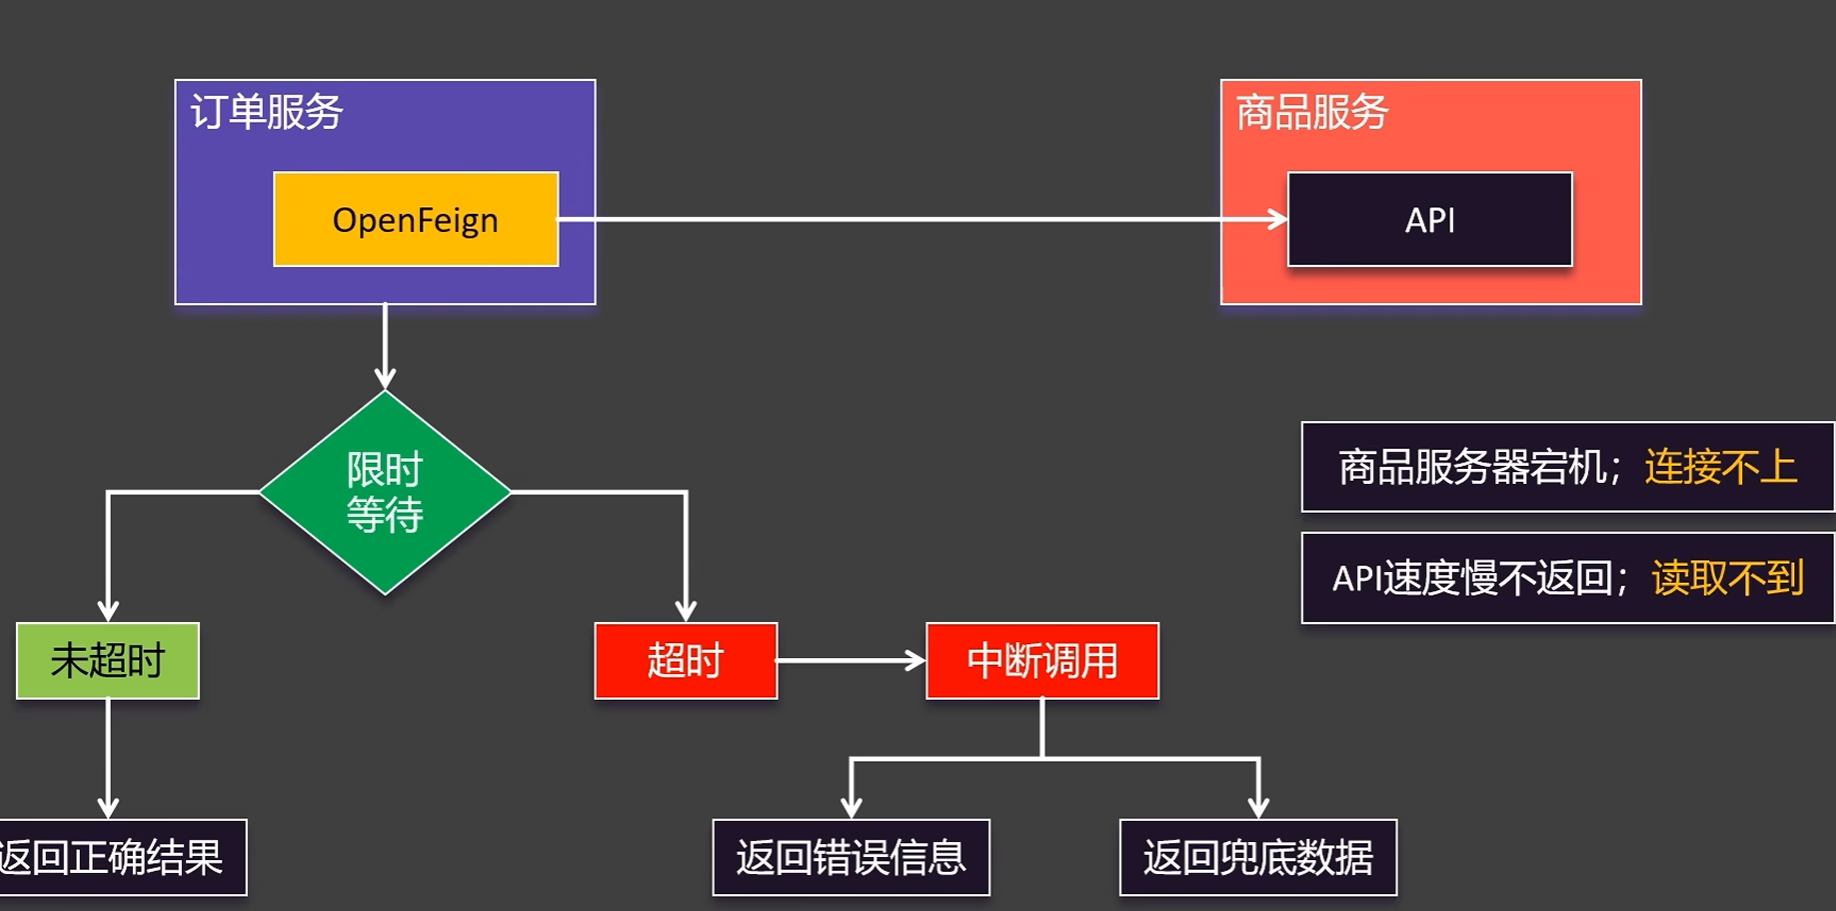 订单服务
商品服务
OpenFeign
API
限时
等待
商品服务器宕机；连接不上
API速度慢不返回；读取不到
未超时
超时
中断调用
返回正确结果
返回错误信息
返回兜底数据